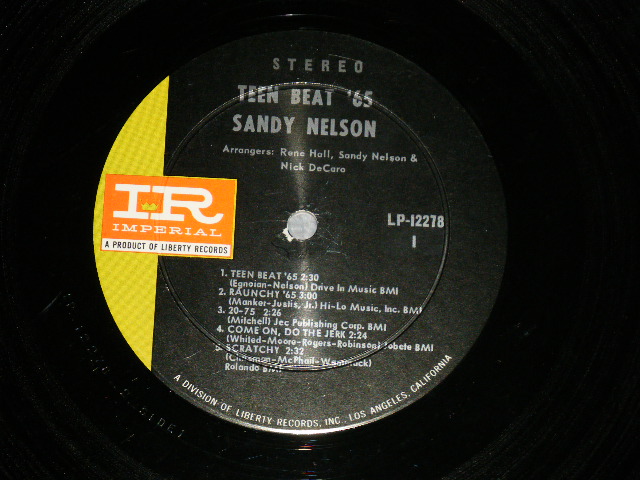 STEREO
TEEN BEAT '65
SANDY NELSON
Arrangers: Rene Hall, Sandy Nelson &
Nick DeCaro
IR
IMPERIAL
A PRODUCT OF LIBERTY RECORDS
LP-12278
1
1. TEEN BEAT '65 2:30
(Egnoian-Nelson) Drive In Music BMI
2. RAUNCHY '65 3:00
(Manker-Justis, Jr.) Hi-Lo Music, Inc. BMI
3. 20-75 2:26
(Mitchell) Jec Publishing Corp. BMI
4. COME ON, DO THE JERK 2:24
(Whited-Moore-Rogers-Robinson) Jobete BMI
5. SCRATCHY 2:32
Rolando BMI
A DIVISION OF LIBERTY RECORDS, INC. LOS ANGELES, CALIFORNIA